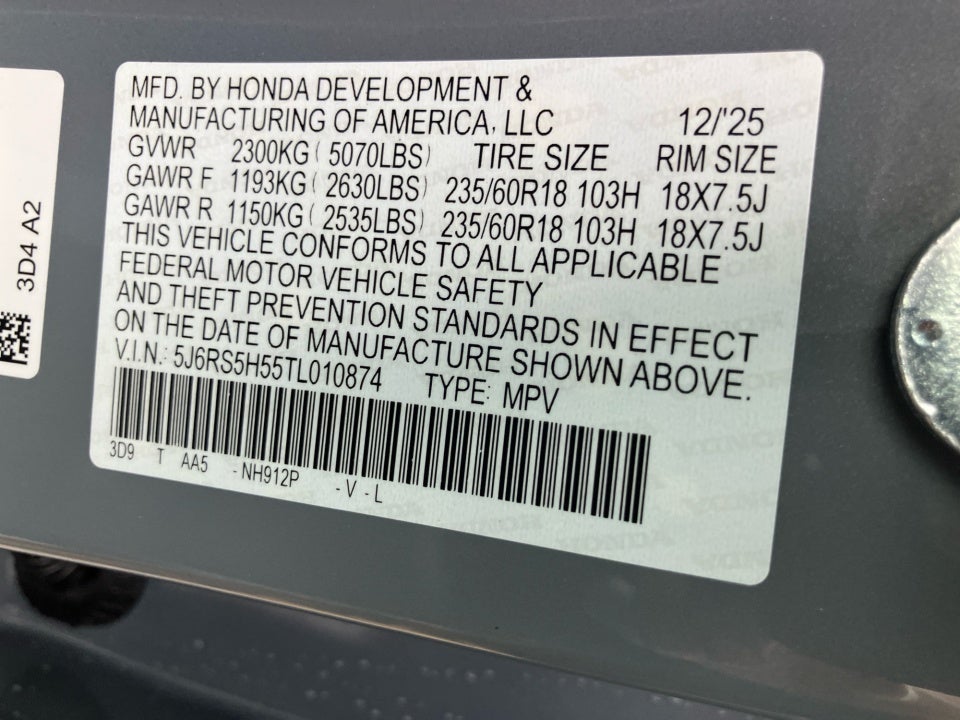 MFD. BY HONDA DEVELOPMENT &
MANUFACTURING OF AMERICA, LLC 12/'25
GVWR 2300KG ( 5070LBS) TIRE SIZE RIM SIZE
GAWR F 1193KG ( 2630LBS) 235/60R18 103H 18X7.5J
GAWR R 1150KG ( 2535LBS) 235/60R18 103H 18X7.5J
THIS VEHICLE CONFORMS TO ALL APPLICABLE
FEDERAL MOTOR VEHICLE SAFETY
AND THEFT PREVENTION STANDARDS IN EFFECT
ON THE DATE OF MANUFACTURE SHOWN ABOVE.
V.I.N.: 5J6RS5H55TL010874 TYPE: MPV
3D9 T AA5 -NH912P -V -L
3D4 A2